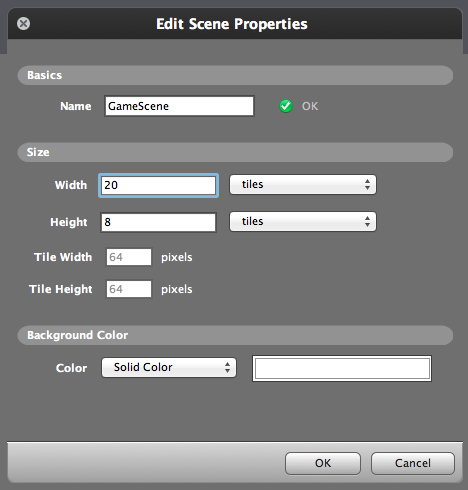 Edit Scene Properties
Basics
Name GameScene OK
Size
Width 20 tiles
Height 8 tiles
Tile Width 64 pixels
Tile Height 64 pixels
Background Color
Color Solid Color
OK Cancel